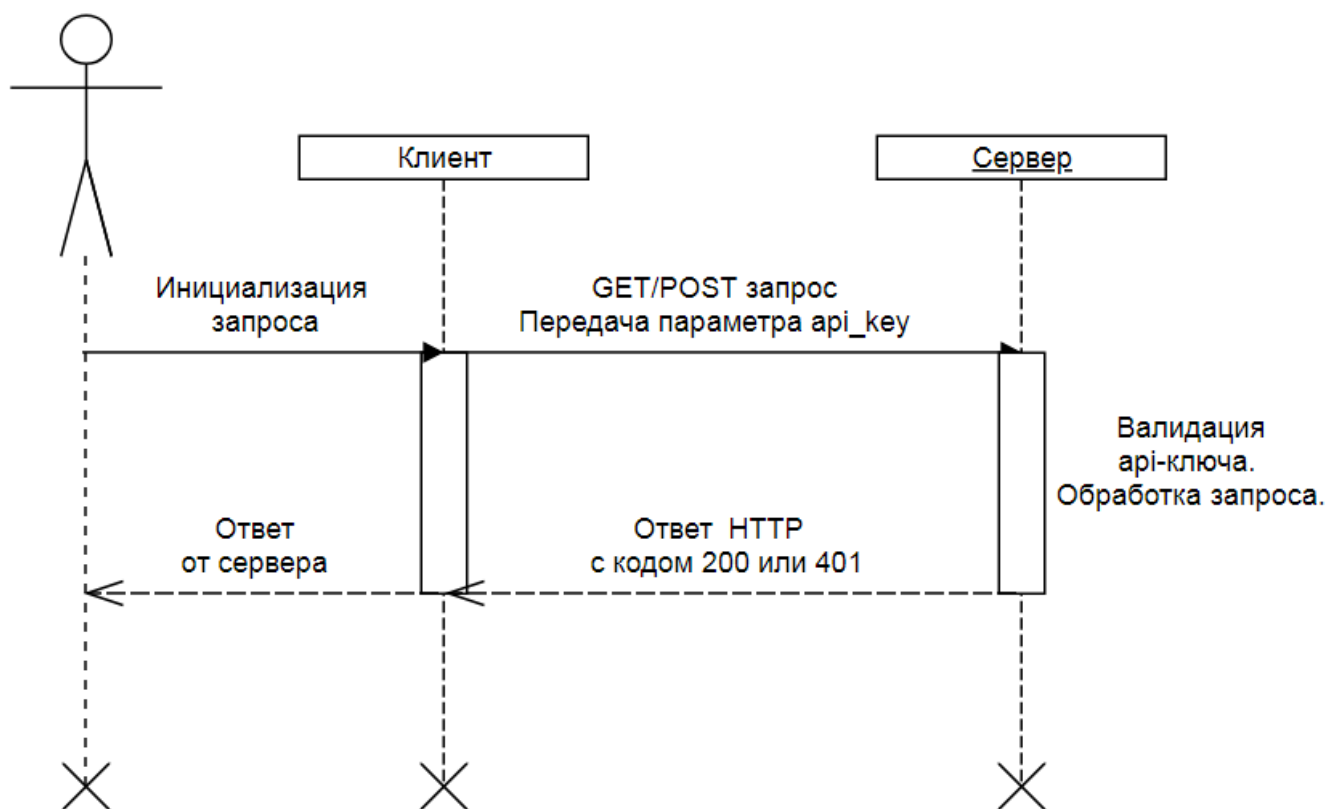 Клиент
Сервер
Инициализация
запроса
GET/POST запрос
Передача параметра api_key
Валидация
api-ключа.
Обработка запроса.
Ответ
от сервера
Ответ HTTP
с кодом 200 или 401